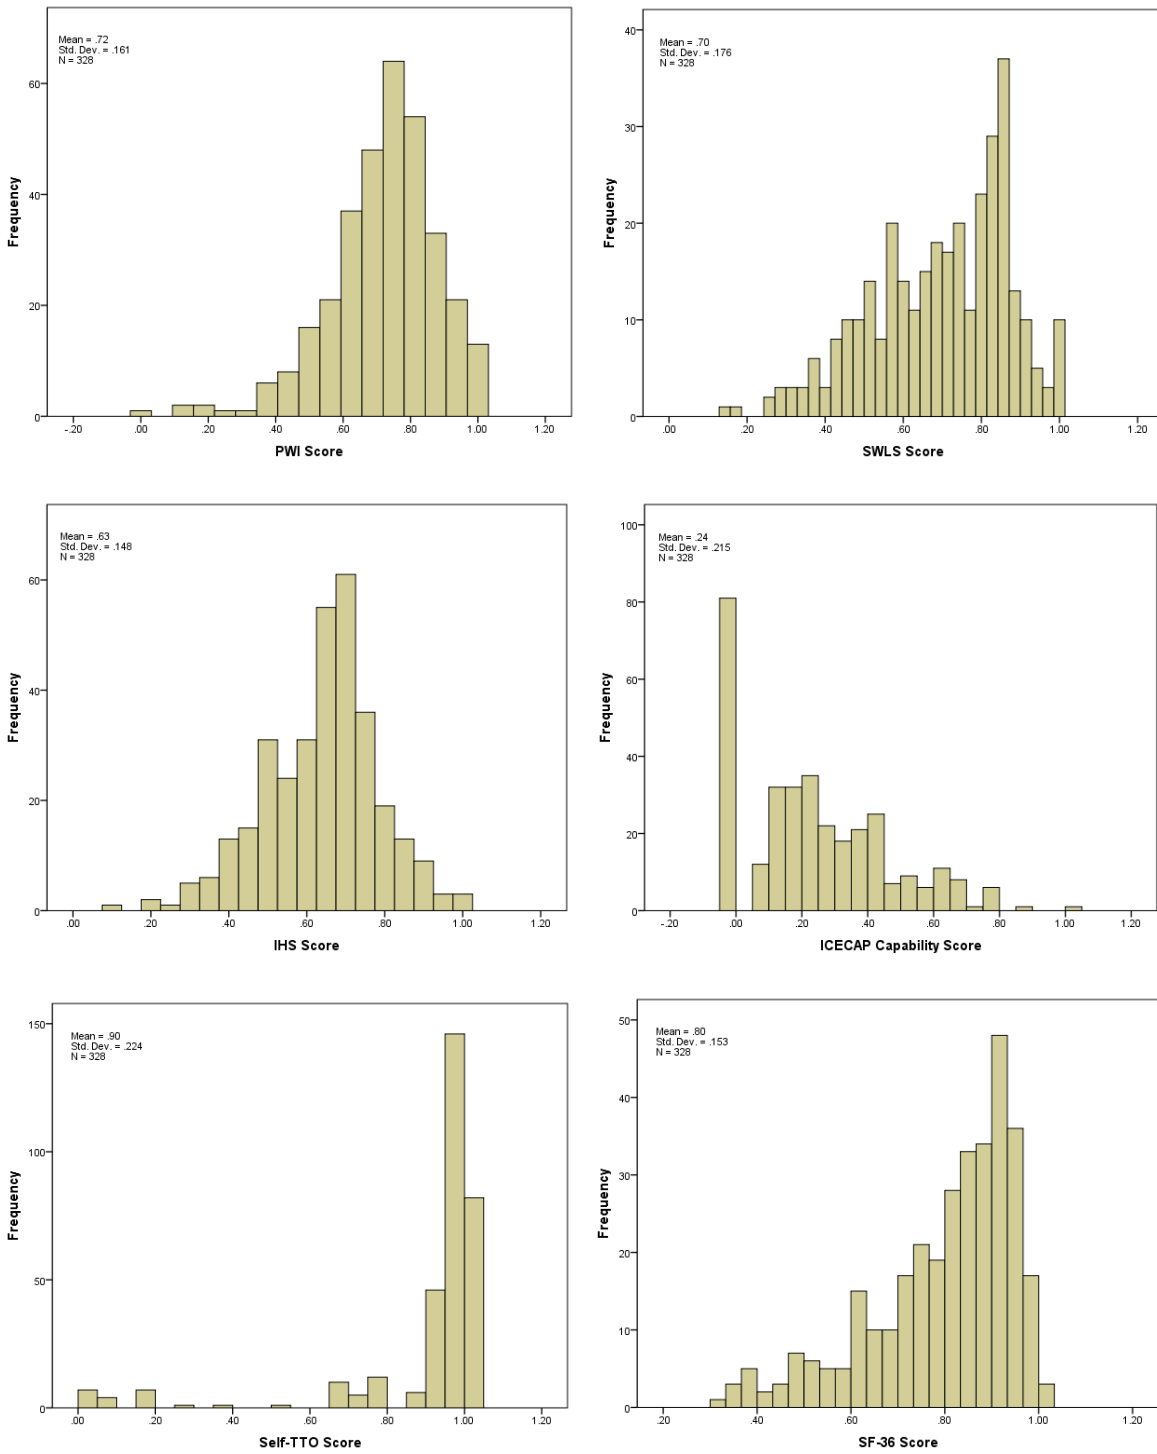 Mean = .72
Std. Dev. = .161
N = 328
Frequency
60
40
20
0
-.20 .00 .20 .40 .60 .80 1.00 1.20
PWI Score
Mean = .70
Std. Dev. = .176
N = 328
Frequency
40
30
20
10
0
.00 .20 .40 .60 .80 1.00 1.20
SWLS Score
Mean = .63
Std. Dev. = .148
N = 328
Frequency
60
40
20
0
.00 .20 .40 .60 .80 1.00 1.20
IHS Score
Mean = .24
Std. Dev. = .215
N = 328
Frequency
100
80
60
40
20
0
-.20 .00 .20 .40 .60 .80 1.00 1.20
ICECAP Capability Score
Mean = .90
Std. Dev. = .224
N = 328
Frequency
150
100
50
0
.00 .20 .40 .60 .80 1.00 1.20
Self-TTO Score
Mean = .80
Std. Dev. = .153
N = 328
Frequency
50
40
30
20
10
0
.20 .40 .60 .80 1.00 1.20
SF-36 Score